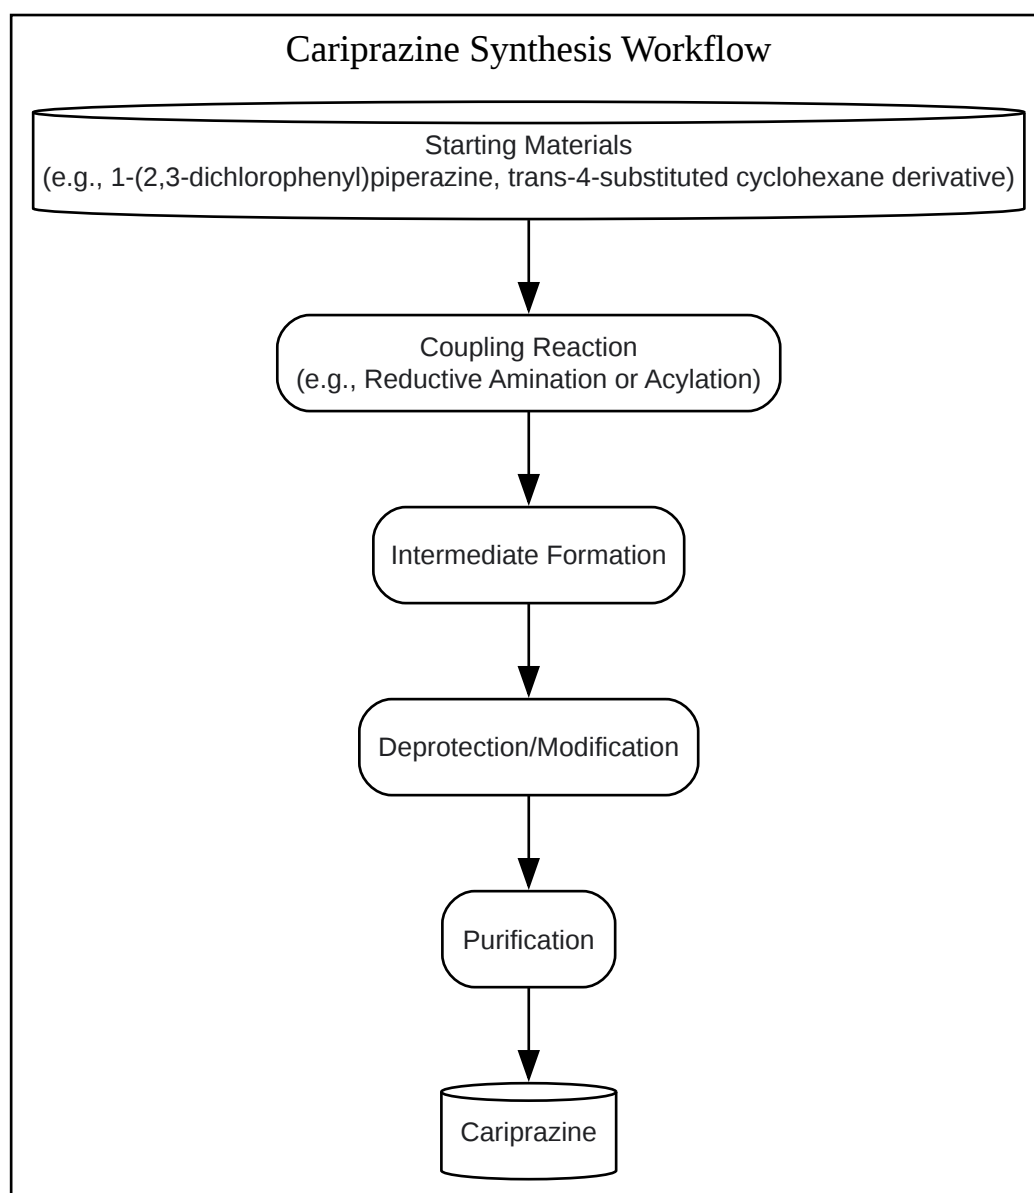 Cariprazine Synthesis Workflow
Starting Materials
(e.g., 1-(2,3-dichlorophenyl)piperazine, trans-4-substituted cyclohexane derivative)
Coupling Reaction
(e.g., Reductive Amination or Acylation)
Intermediate Formation
Deprotection/Modification
Purification
Cariprazine